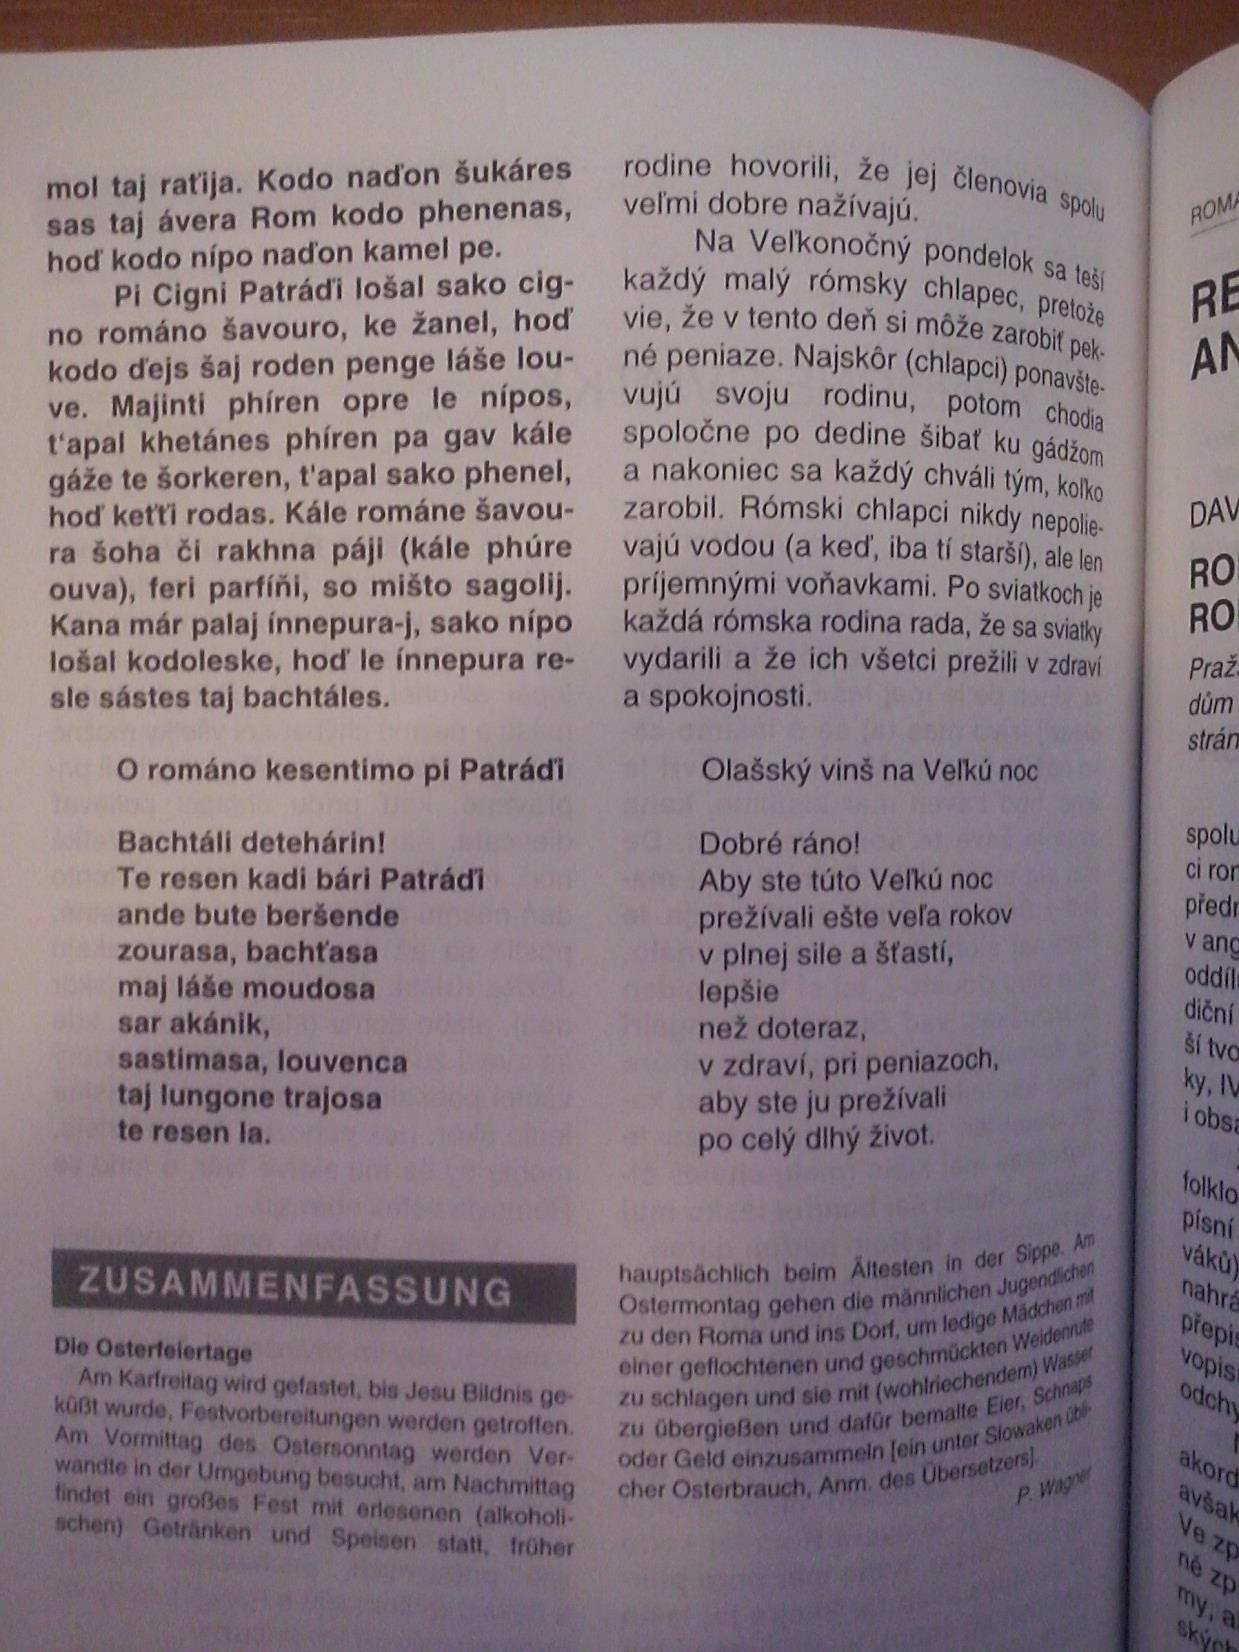 mol taj raťija. Kodo naďon šukáres
sas taj ávera Rom kodo phenenas,
hoď kodo nípo naďon kamel pe.
Pi Cigni Patráďi lošal sako cig-
no románo šavouro, ke žanel, hoď
kodo ďejs šaj roden penge láše lou-
ve. Majinti phíren opre le nípos,
t‘apal khetánes phíren pa gav kále
gáže te šorkeren, t'apal sako phenel,
hoď keťťi rodas. Kále románe šavou-
ra šoha či rakhna páji (kále phúre
ouva), feri parfíňi, so mišto sagolij.
Kana már palaj ínnepura-j, sako nípo
lošal kodoleske, hoď le ínnepura re-
sle sástes taj bachtáles.
O románo kesentimo pi Patráďi
Bachtáli detehárin!
Te resen kadi bári Patráďi
ande bute beršende
zourasa, bachťasa
maj láše moudosa
sar akánik,
sastimasa, louvenca
taj lungone trajosa
te resen la.
rodine hovorili, že jej členovia spolu
veľmi dobre nažívajú.
Na Veľkonočný pondelok sa teší
každý malý rómsky chlapec, pretože
vie, že v tento deň si môže zarobiť pek-
né peniaze. Najskôr (chlapci) ponavšte-
vujú svoju rodinu, potom chodia
spoločne po dedine šibať ku gádžom
a nakoniec sa každý chváli tým, koľko
zarobil. Rómski chlapci nikdy nepolie-
vajú vodou (a keď, iba tí starší), ale len
príjemnými voňavkami. Po sviatkoch je
každá rómska rodina rada, že sa sviatky
vydarili a že ich všetci prežili v zdraví
a spokojnosti.
Olašský vinš na Veľkú noc
Dobré ráno!
Aby ste túto Veľkú noc
prežívali ešte veľa rokov
v plnej sile a šťastí,
lepšie
než doteraz,
v zdraví, pri peniazoch,
aby ste ju prežívali
po celý dlhý život.
ZUSAMMENFASSUNG
Die Osterfeiertage
Am Karfreitag wird gefastet, bis Jesu Bildnis ge-
küßt wurde, Festvorbereitungen werden getroffen.
Am Vormittag des Ostersonntag werden Ver-
wandte in der Umgebung besucht, am Nachmittag
findet ein großes Fest mit erlesenen (alkoholi-
schen) Getränken und Speisen statt, früher
hauptsächlich beim Ältesten in der Sippe. Am
Ostermontag gehen die männlichen Jugendlichen
zu den Roma und ins Dorf, um ledige Mädchen mit
einer geflochtenen und geschmückten Weidenrute
zu schlagen und sie mit (wohlriechendem) Wasser
zu übergießen und dafür bemalte Eier, Schnaps
oder Geld einzusammeln [ein unter Slowaken übli-
cher Osterbrauch, Anm. des Übersetzers].
P. Wagner